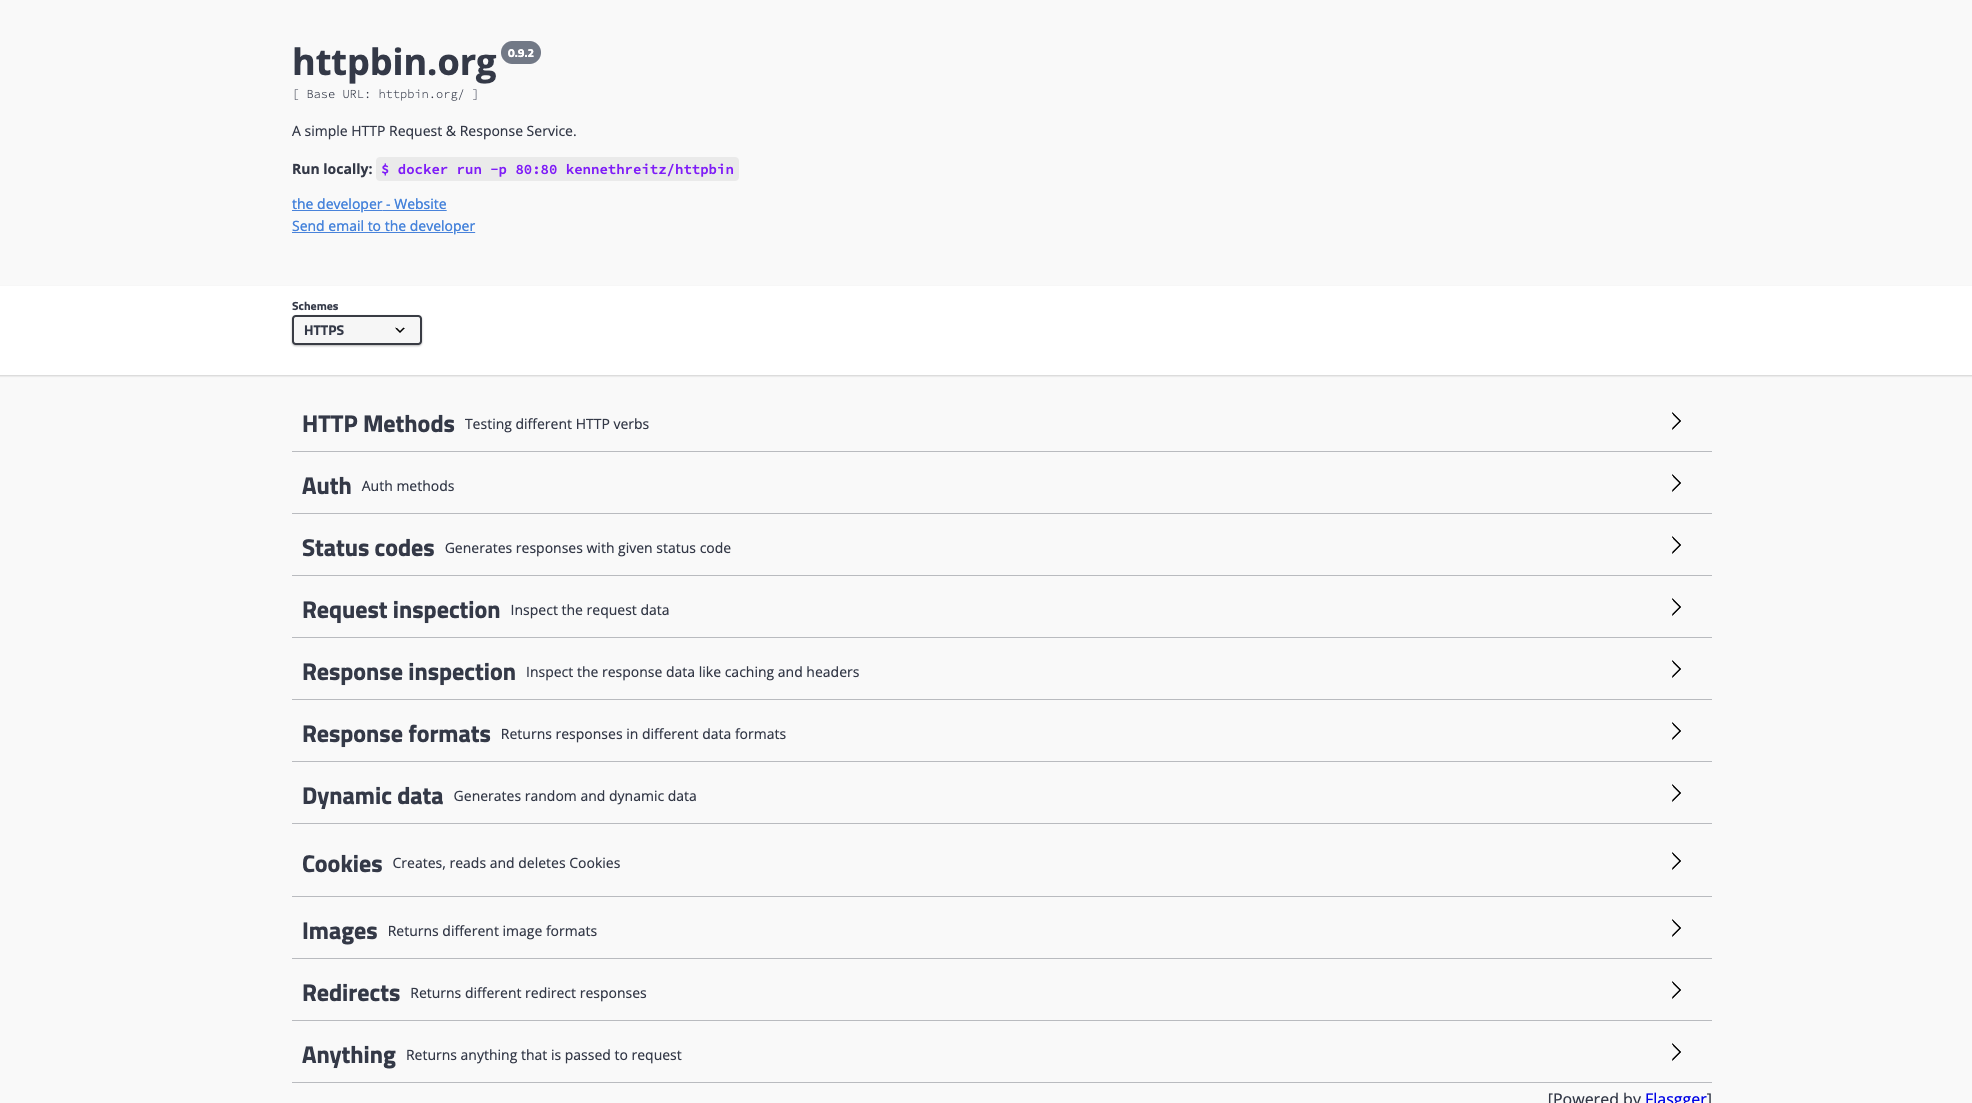 httpbin.org 0.9.2
[ Base URL: httpbin.org/ ]
A simple HTTP Request & Response Service.
Run locally: $ docker run -p 80:80 kennethreitz/httpbin
the developer - Website
Send email to the developer
Schemes
HTTPS
HTTP Methods Testing different HTTP verbs
Auth Auth methods
Status codes Generates responses with given status code
Request inspection Inspect the request data
Response inspection Inspect the response data like caching and headers
Response formats Returns responses in different data formats
Dynamic data Generates random and dynamic data
Cookies Creates, reads and deletes Cookies
Images Returns different image formats
Redirects Returns different redirect responses
Anything Returns anything that is passed to request
[Powered by Flasgger]